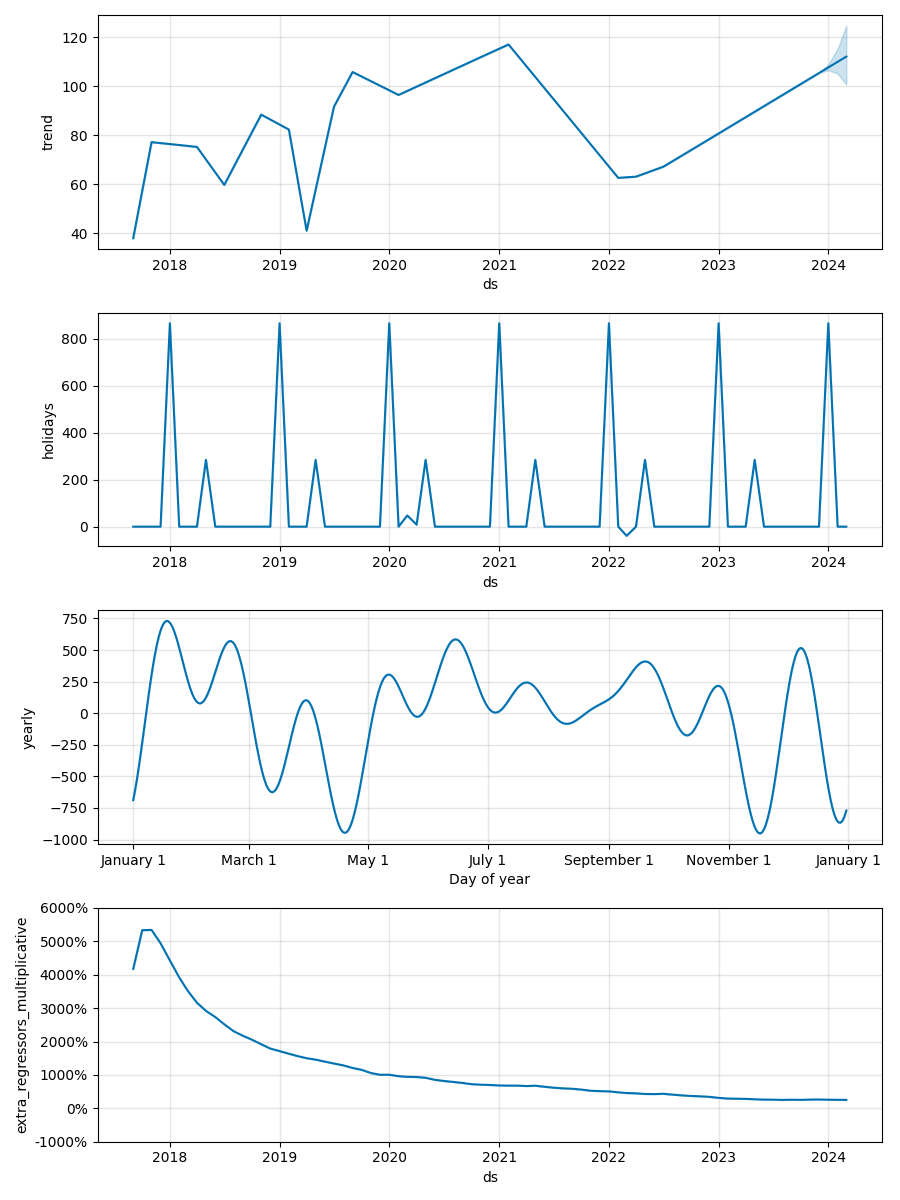 120
100
80
60
40
trend
2018 2019 2020 2021 2022 2023 2024
ds
800
600
400
200
0
holidays
2018 2019 2020 2021 2022 2023 2024
ds
750
500
250
0
−250
−500
−750
−1000
yearly
January 1 March 1 May 1 July 1 September 1 November 1 January 1
Day of year
6000%
5000%
4000%
3000%
2000%
1000%
0%
-1000%
extra_regressors_multiplicative
2018 2019 2020 2021 2022 2023 2024
ds